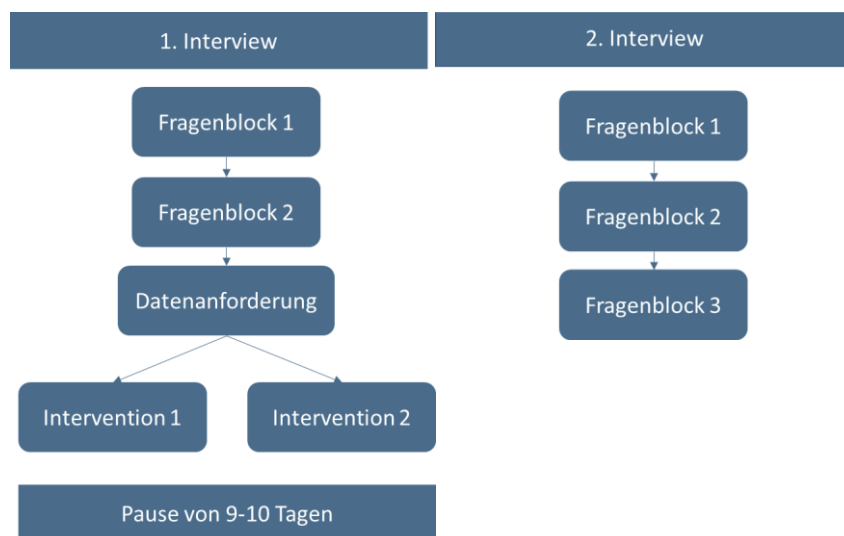 1. Interview
Fragenblock 1
Fragenblock 2
Datenanforderung
Intervention 1
Intervention 2
Pause von 9-10 Tagen
2. Interview
Fragenblock 1
Fragenblock 2
Fragenblock 3